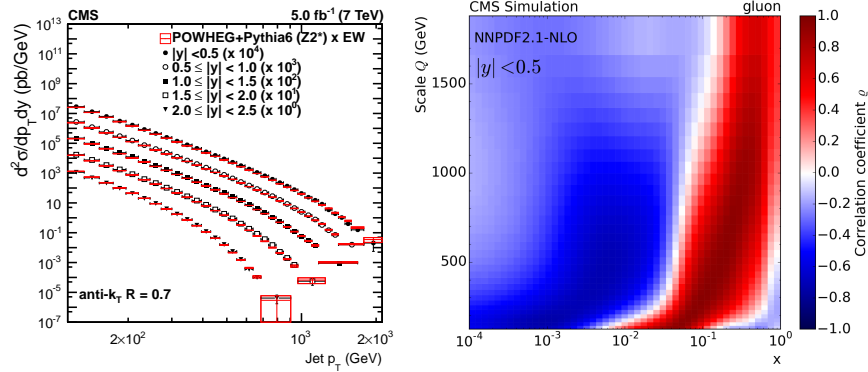 CMS 5.0 fb⁻¹ (7 TeV)
POWHEG+Pythia6 (Z2*) x EW
|y| <0.5 (x 10⁴)
0.5 ≤ |y| < 1.0 (x 10³)
1.0 ≤ |y| < 1.5 (x 10²)
1.5 ≤ |y| < 2.0 (x 10¹)
2.0 ≤ |y| < 2.5 (x 10⁰)
d²σ/dp_T dy (pb/GeV)
10¹³
10¹¹
10⁹
10⁷
10⁵
10³
10
10⁻¹
10⁻³
10⁻⁵
10⁻⁷
anti-k_T R = 0.7
2×10² 10³ 2×10³
Jet p_T (GeV)
CMS Simulation gluon
NNPDF2.1-NLO
|y| < 0.5
Scale Q (GeV)
1800
1200
500
10⁻⁴ 10⁻³ 10⁻² 10⁻¹ 10⁰
x
1.0
0.8
0.6
0.4
0.2
0.0
−0.2
−0.4
−0.6
−0.8
−1.0
Correlation coefficient ϱ